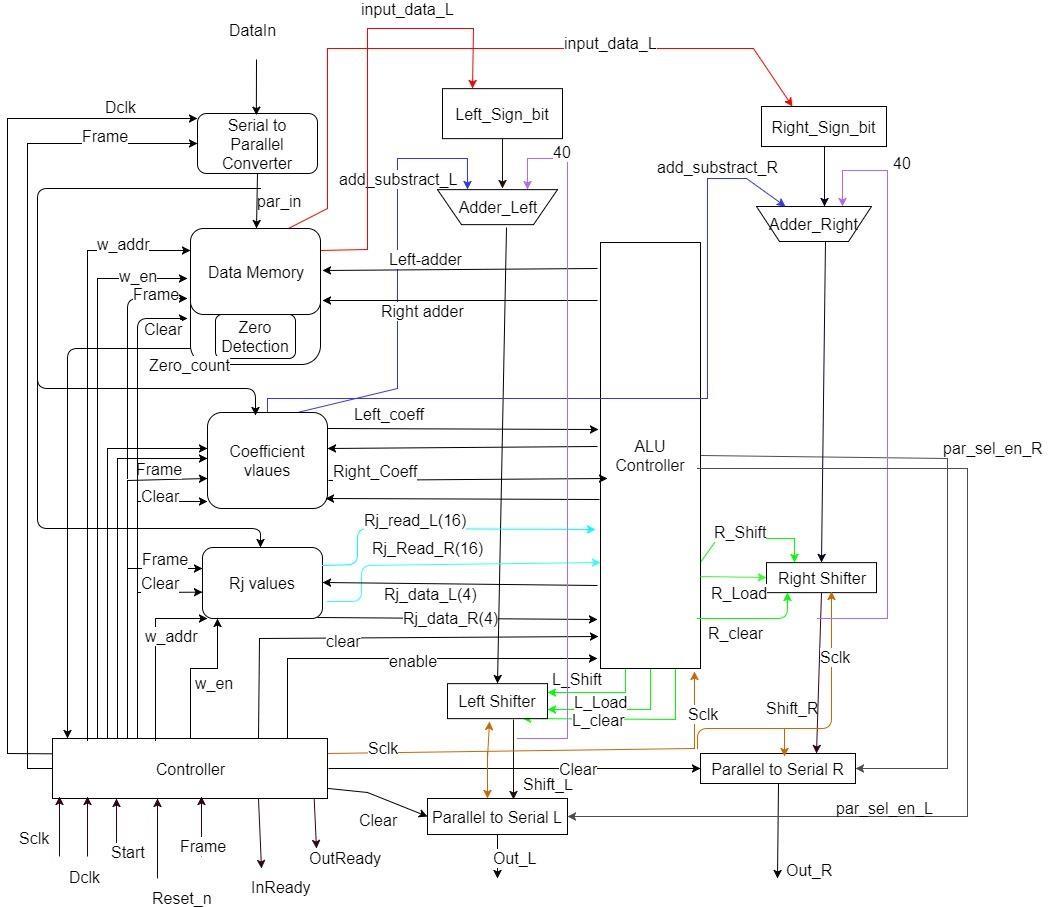 input_data_L
DataIn
input_data_L
Dclk
Left_Sign_bit
Serial to
Parallel
Converter
Right_Sign_bit
Frame
40
40
add_substract_L
add_substract_R
par_in
Adder_Left
Adder_Right
w_addr
Left-adder
Data Memory
w_en
Frame
Right adder
Clear
Zero
Detection
Zero_count
Left_coeff
ALU
Controller
par_sel_en_R
Coefficient
vlaues
Frame
Right_Coeff
Clear
Rj_read_L(16)
R_Shift
Rj_Read_R(16)
Frame
Rj values
Right Shifter
Clear
Rj_data_L(4)
R_Load
Rj_data_R(4)
w_addr
clear
R_clear
enable
Sclk
w_en
L_Shift
Left Shifter
L_Load
L_clear
Sclk
Shift_R
Sclk
Controller
Clear
Parallel to Serial R
Shift_L
Clear
Parallel to Serial L
par_sel_en_L
Sclk
Start
Frame
OutReady
Out_L
Dclk
InReady
Out_R
Reset_n